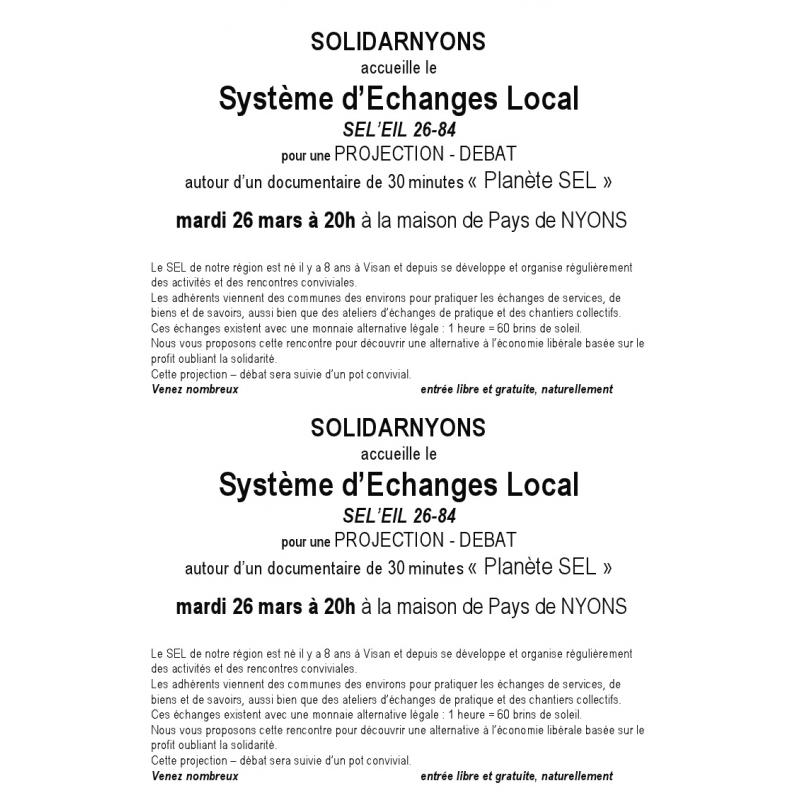 SOLIDARNYONS
accueille le
Système d'Echanges Local
SEL'EIL 26-84
pour une PROJECTION - DEBAT
autour d'un documentaire de 30 minutes « Planète SEL »
mardi 26 mars à 20h à la maison de Pays de NYONS
Le SEL de notre région est né il y a 8 ans à Visan et depuis se développe et organise régulièrement
des activités et des rencontres conviviales.
Les adhérents viennent des communes des environs pour pratiquer les échanges de services, de
biens et de savoirs, aussi bien que des ateliers d'échanges de pratique et des chantiers collectifs.
Ces échanges existent avec une monnaie alternative légale : 1 heure = 60 brins de soleil.
Nous vous proposons cette rencontre pour découvrir une alternative à l'économie libérale basée sur le
profit oubliant la solidarité.
Cette projection – débat sera suivie d'un pot convivial.
Venez nombreux entrée libre et gratuite, naturellement
SOLIDARNYONS
accueille le
Système d'Echanges Local
SEL'EIL 26-84
pour une PROJECTION - DEBAT
autour d'un documentaire de 30 minutes « Planète SEL »
mardi 26 mars à 20h à la maison de Pays de NYONS
Le SEL de notre région est né il y a 8 ans à Visan et depuis se développe et organise régulièrement
des activités et des rencontres conviviales.
Les adhérents viennent des communes des environs pour pratiquer les échanges de services, de
biens et de savoirs, aussi bien que des ateliers d'échanges de pratique et des chantiers collectifs.
Ces échanges existent avec une monnaie alternative légale : 1 heure = 60 brins de soleil.
Nous vous proposons cette rencontre pour découvrir une alternative à l'économie libérale basée sur le
profit oubliant la solidarité.
Cette projection – débat sera suivie d'un pot convivial.
Venez nombreux entrée libre et gratuite, naturellement